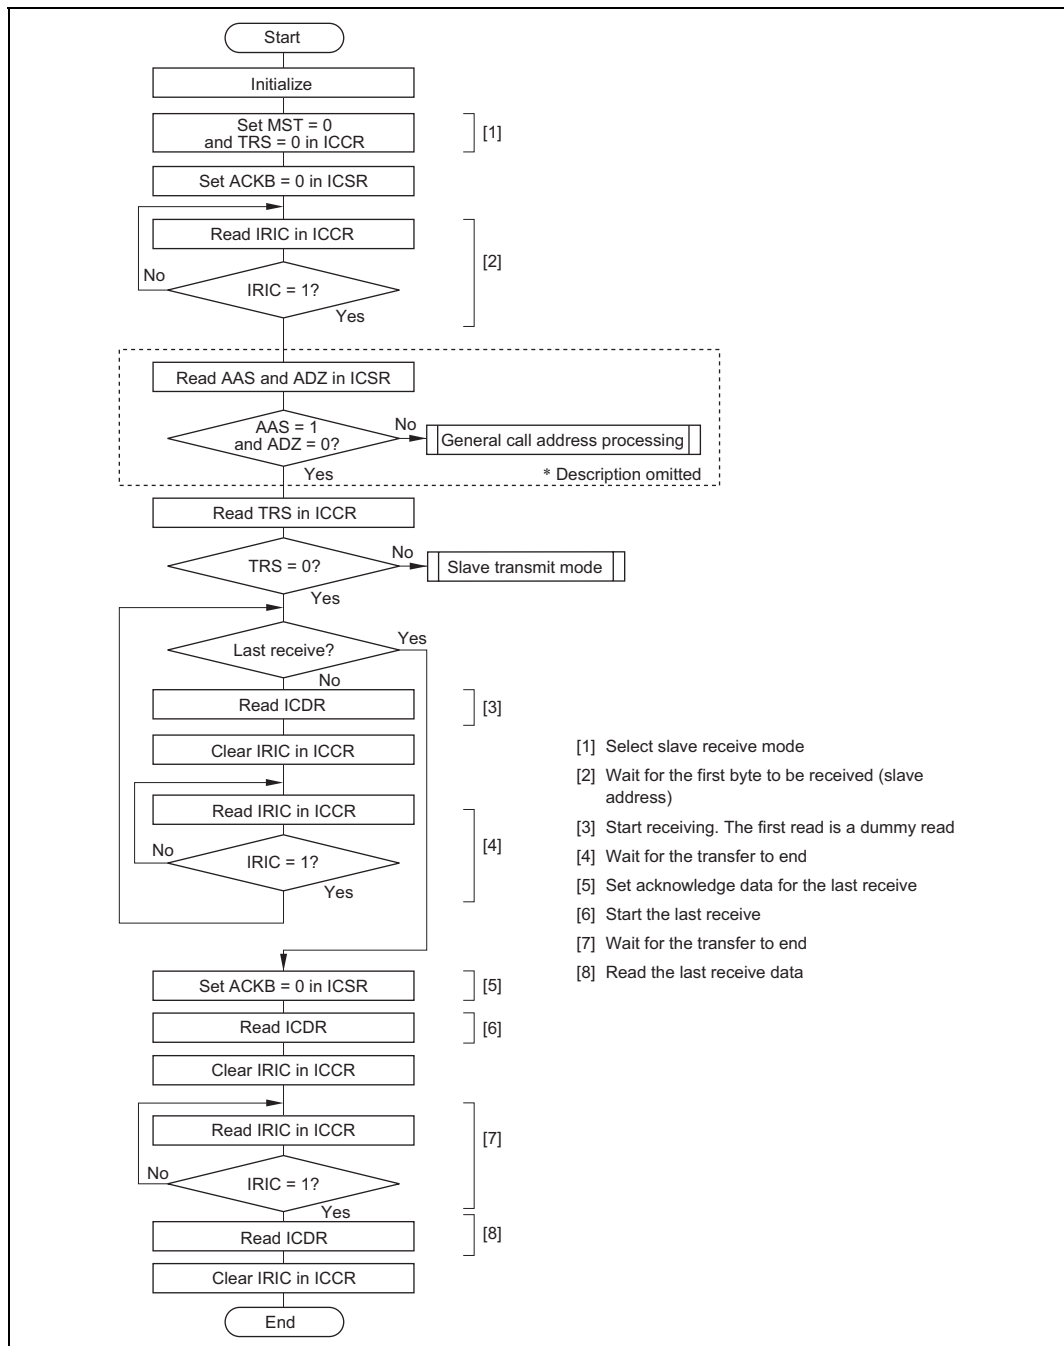 Start
Initialize
Set MST = 0
and TRS = 0 in ICCR
[1]
Set ACKB = 0 in ICSR
Read IRIC in ICCR
[2]
No
IRIC = 1?
Yes
Read AAS and ADZ in ICSR
AAS = 1
and ADZ = 0?
No
General call address processing
Yes
* Description omitted
Read TRS in ICCR
TRS = 0?
No
Slave transmit mode
Yes
Last receive?
Yes
No
Read ICDR
[3]
Clear IRIC in ICCR
Read IRIC in ICCR
[4]
No
IRIC = 1?
Yes
[1] Select slave receive mode
[2] Wait for the first byte to be received (slave
address)
[3] Start receiving. The first read is a dummy read
[4] Wait for the transfer to end
[5] Set acknowledge data for the last receive
[6] Start the last receive
[7] Wait for the transfer to end
[8] Read the last receive data
Set ACKB = 0 in ICSR
[5]
Read ICDR
[6]
Clear IRIC in ICCR
Read IRIC in ICCR
[7]
No
IRIC = 1?
Yes
Read ICDR
[8]
Clear IRIC in ICCR
End